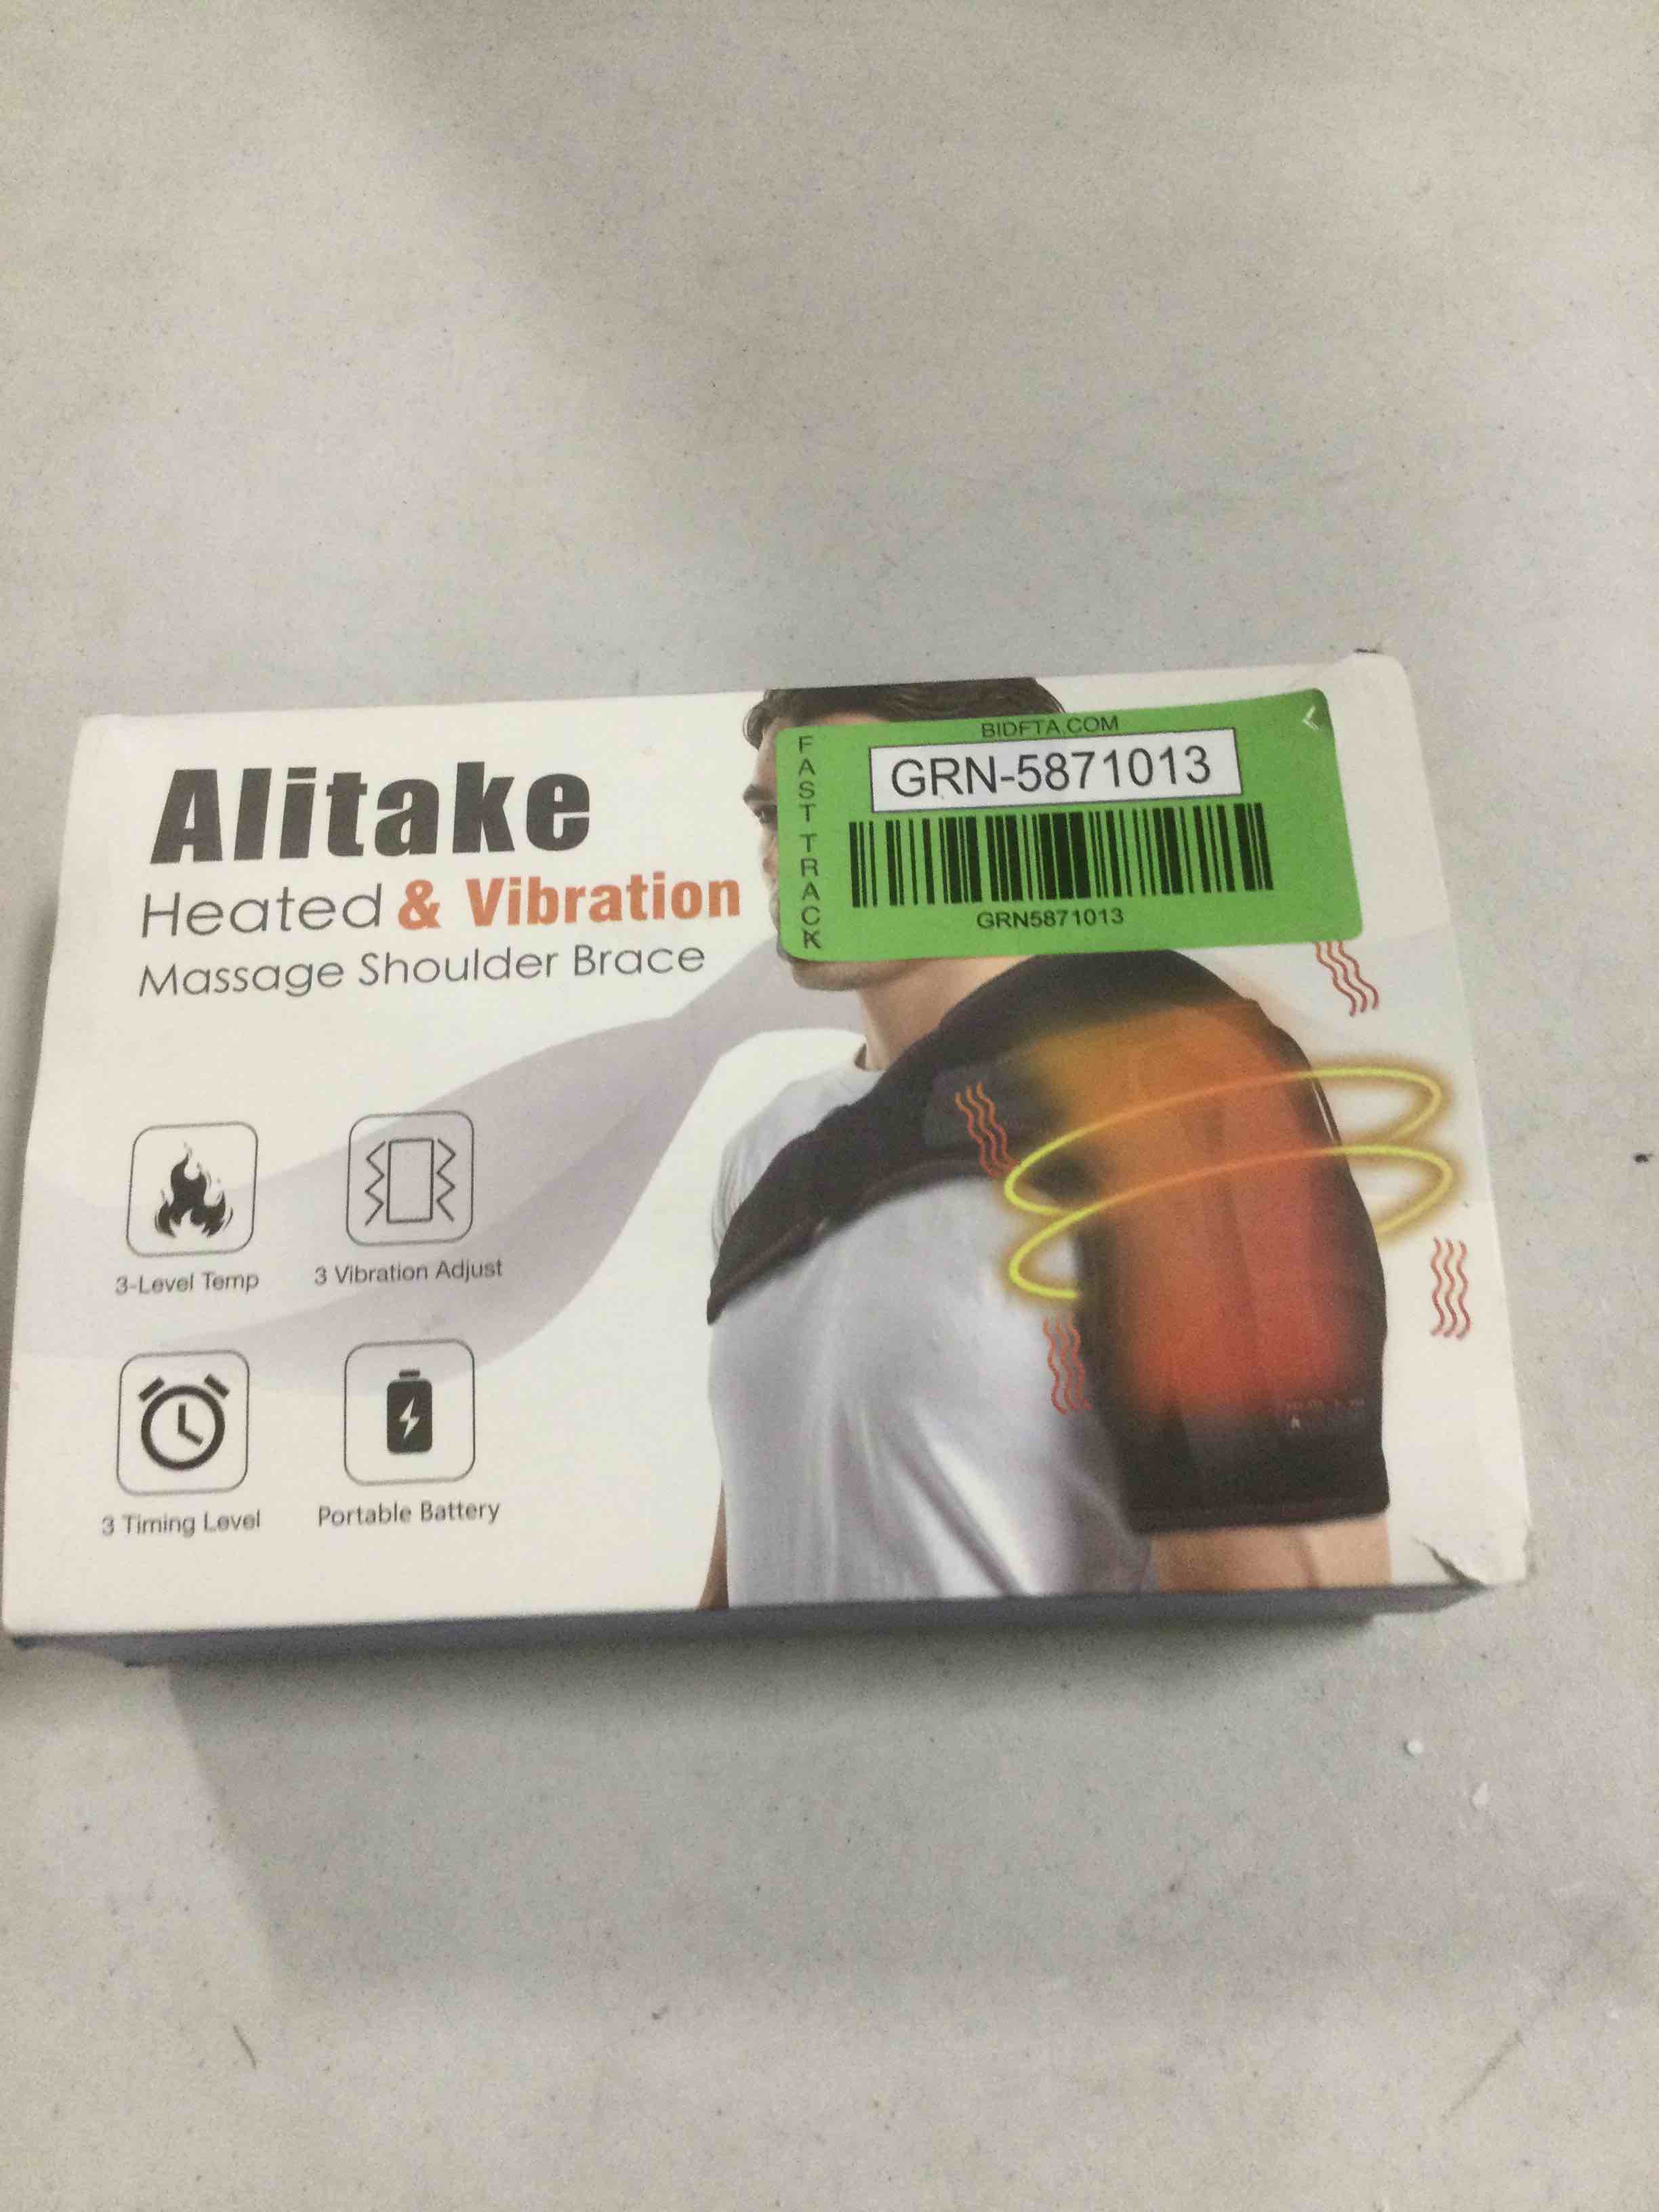 Alitake
Heated & Vibration
Massage Shoulder Brace
BIDFTA.COM
FAST TRACK
GRN-5871013
GRN5871013
3-Level Temp
3 Vibration Adjust
3 Timing Level
Portable Battery